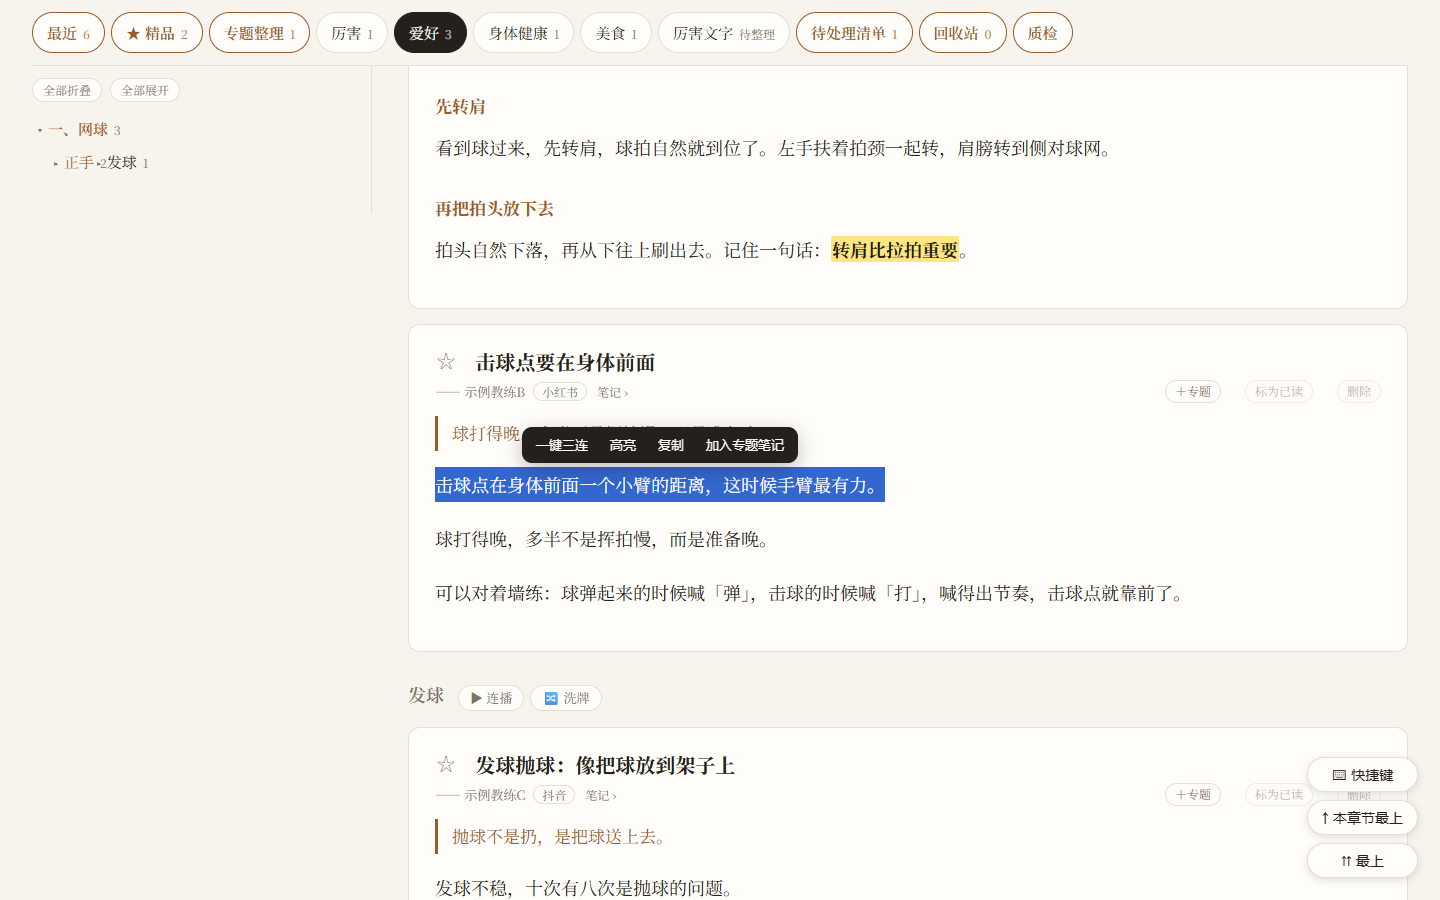 最近 6 ★ 精品 2 专题整理 1 厉害 1 爱好 3 身体健康 1 美食 1 厉害文字 待整理 待处理清单 1 回收站 0 质检
全部折叠 全部展开
一、网球 3
正手 2 发球 1
先转肩
看到球过来，先转肩，球拍自然就到位了。左手扶着拍颈一起转，肩膀转到侧对球网。
再把拍头放下去
拍头自然下落，再从下往上刷出去。记住一句话：转肩比拉拍重要。
☆ 击球点要在身体前面
—— 示例教练B 小红书 笔记 › ＋专题 标为已读 删除
球打得晚
一键三连 高亮 复制 加入专题笔记
击球点在身体前面一个小臂的距离，这时候手臂最有力。
球打得晚，多半不是挥拍慢，而是准备晚。
可以对着墙练：球弹起来的时候喊「弹」，击球的时候喊「打」，喊得出节奏，击球点就靠前了。
发球 ▶ 连播 🔀 洗牌
☆ 发球抛球：像把球放到架子上
—— 示例教练C 抖音 笔记 › ＋专题 标为已读 删除
抛球不是扔，是把球送上去。
发球不稳，十次有八次是抛球的问题。
⌨ 快捷键
↑ 本章节最上
⇈ 最上